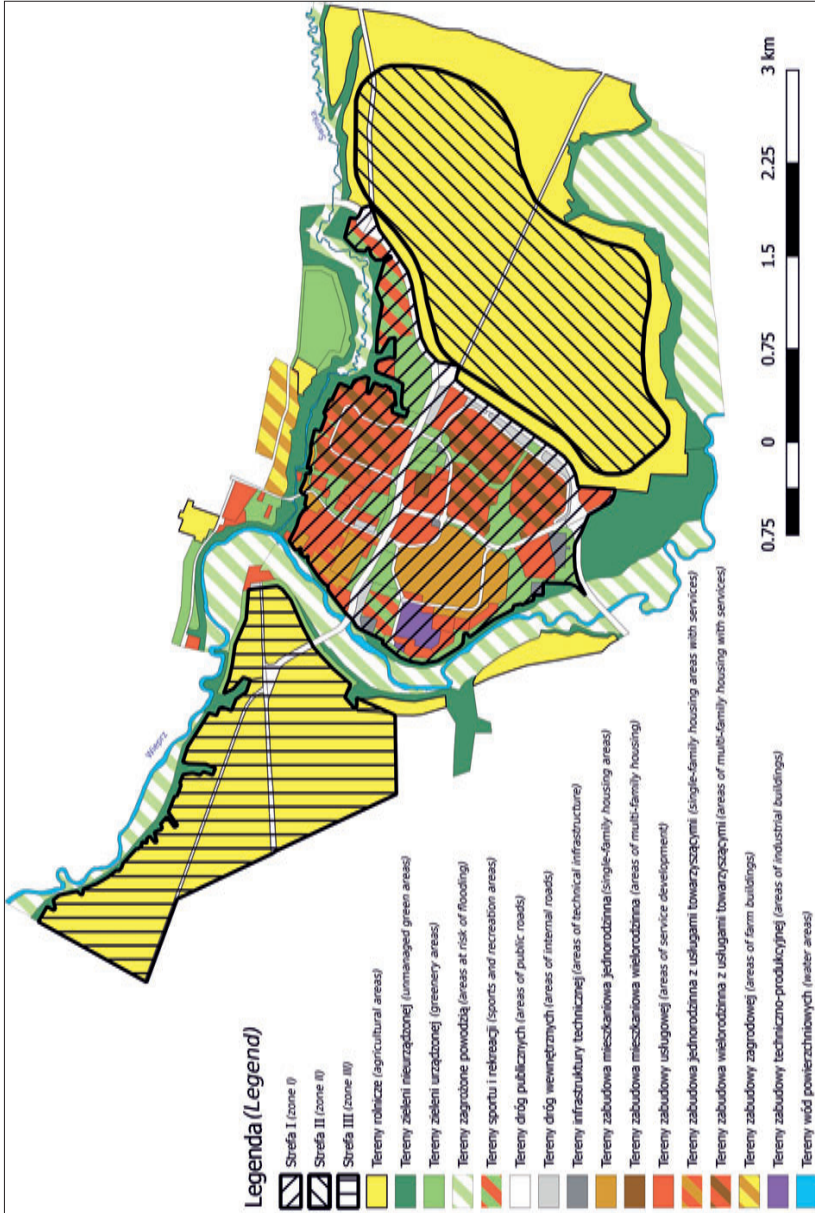 Legenda (Legend)
Strefa I (zone I)
Strefa II (zone II)
Strefa III (zone III)
Tereny rolnicze (agricultural areas)
Tereny zieleni nieurządzonej (unmanaged green areas)
Tereny zieleni urządzonej (greenery areas)
Tereny zagrożone powodzią (areas at risk of flooding)
Tereny sportu i rekreacji (sports and recreation areas)
Tereny dróg publicznych (areas of public roads)
Tereny dróg wewnętrznych (areas of internal roads)
Tereny infrastruktury technicznej (areas of technical infrastructure)
Tereny zabudowa mieszkaniowa jednorodzinna (single-family housing areas)
Tereny zabudowa mieszkaniowa wielorodzinna (areas of multi-family housing)
Tereny zabudowy usługowej (areas of service development)
Tereny zabudowa jednorodzinna z usługami towarzyszącymi (single-family housing areas with services)
Tereny zabudowa wielorodzinna z usługami towarzyszącymi (areas of multi-family housing with services)
Tereny zabudowy zagrodowej (areas of farm buildings)
Tereny zabudowy techniczno-produkcyjnej (areas of industrial buildings)
Tereny wód powierzchniowych (water areas)
Wieprz
0.75 0 0.75 1.5 2.25 3 km